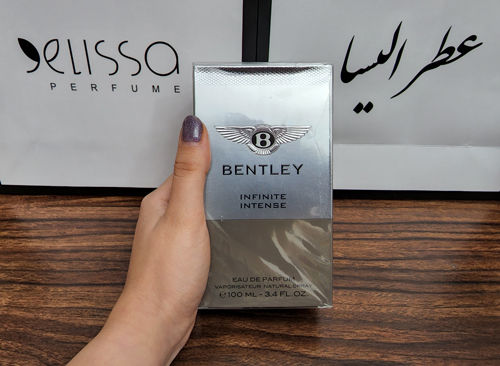 elissa
PERFUME
عطر الیسا
B
BENTLEY
INFINITE
INTENSE
EAU DE PARFUM
VAPORISATEUR NATURAL SPRAY
℮ 100 ML - 3.4 FL.OZ